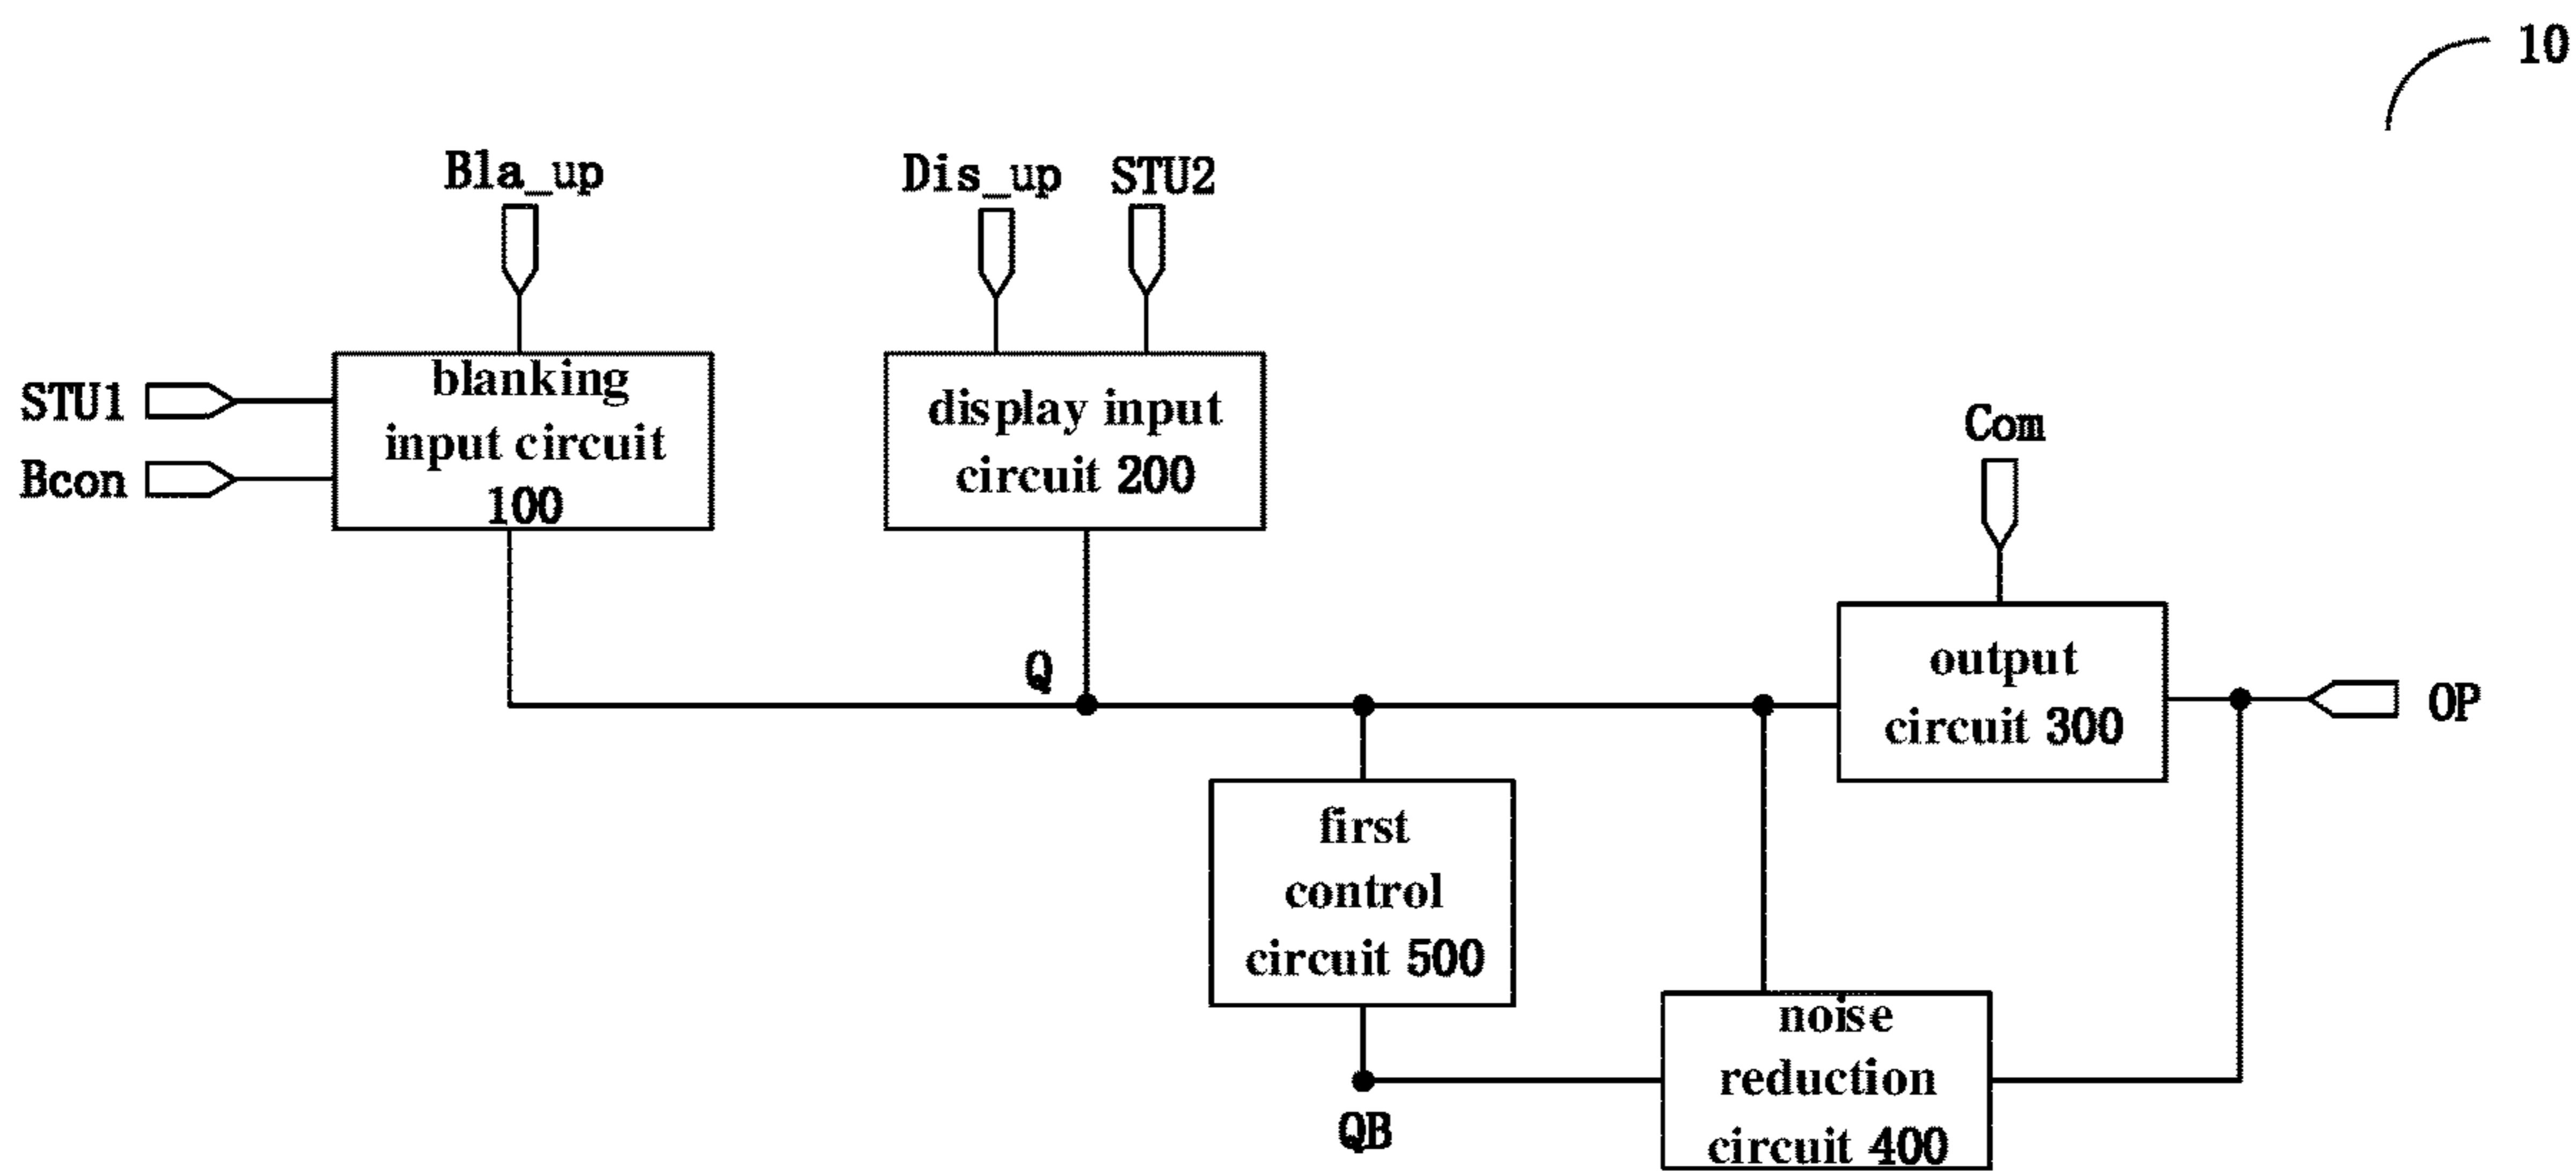 10
Bla_up
Dis_up STU2
STU1
Bcon
blanking
input circuit
100
display input
circuit 200
Com
Q
output
circuit 300
OP
first
control
circuit 500
noise
reduction
circuit 400
QB